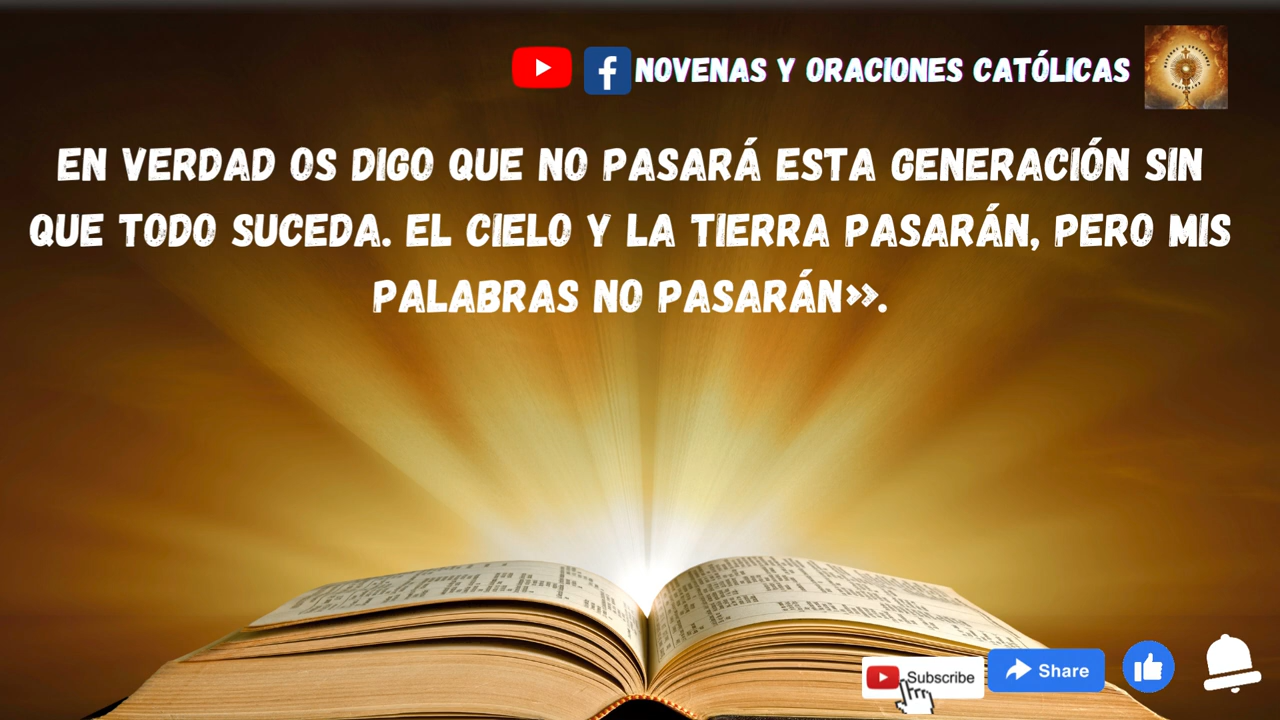 NOVENAS Y ORACIONES CATÓLICAS
EN VERDAD OS DIGO QUE NO PASARÁ ESTA GENERACIÓN SIN
QUE TODO SUCEDA. EL CIELO Y LA TIERRA PASARÁN, PERO MIS
PALABRAS NO PASARÁN».
Subscribe
Share